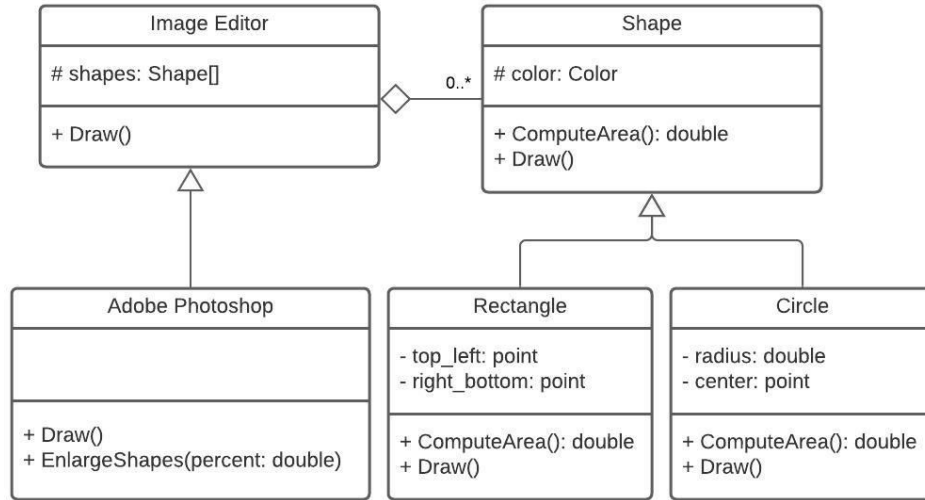 Image Editor
# shapes: Shape[]
+ Draw()
0..*
Shape
# color: Color
+ ComputeArea(): double
+ Draw()
Adobe Photoshop
+ Draw()
+ EnlargeShapes(percent: double)
Rectangle
- top_left: point
- right_bottom: point
+ ComputeArea(): double
+ Draw()
Circle
- radius: double
- center: point
+ ComputeArea(): double
+ Draw()